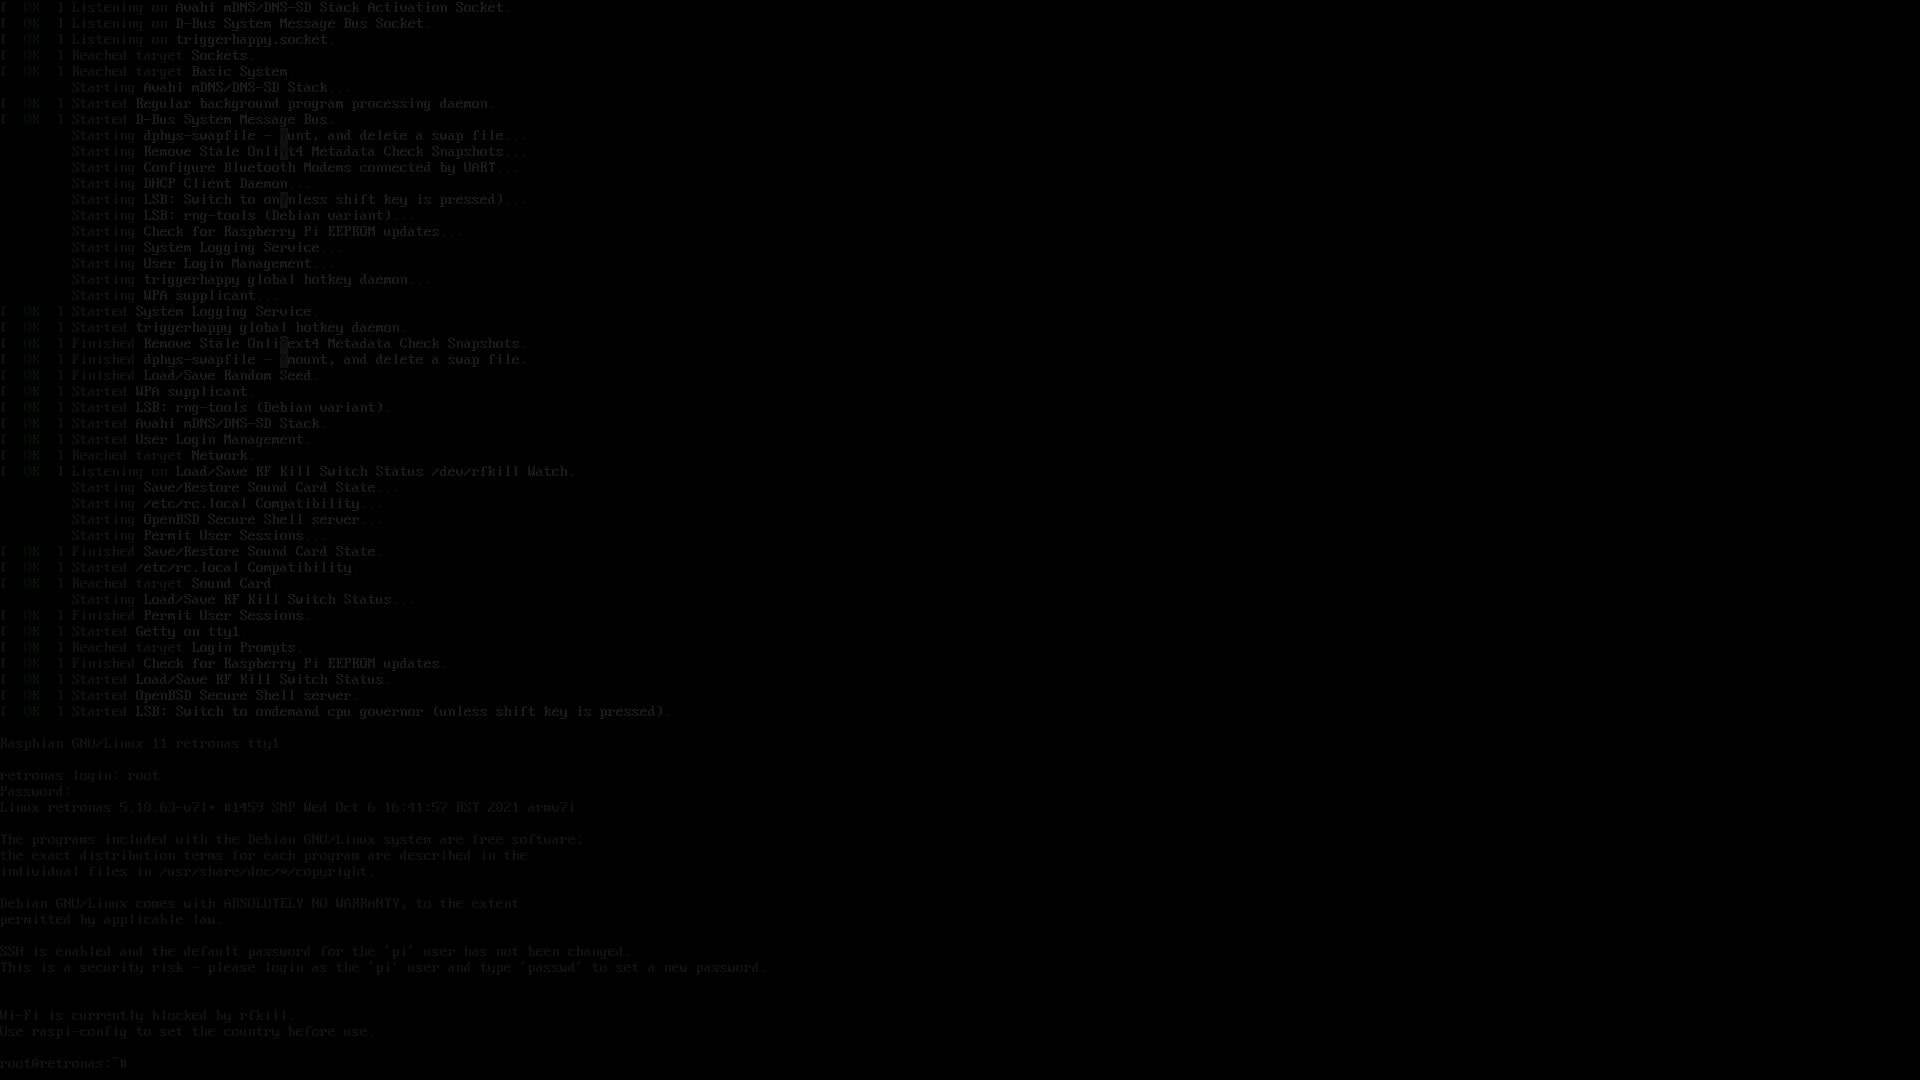 [  OK  ] Listening on Avahi mDNS/DNS-SD Stack Activation Socket.
[  OK  ] Listening on D-Bus System Message Bus Socket.
[  OK  ] Listening on triggerhappy.socket.
[  OK  ] Reached target Sockets.
[  OK  ] Reached target Basic System.
Starting Avahi mDNS/DNS-SD Stack...
[  OK  ] Started Regular background program processing daemon.
[  OK  ] Started D-Bus System Message Bus.
Starting dphys-swapfile - unt, and delete a swap file...
Starting Remove Stale Onlit4 Metadata Check Snapshots...
Starting Configure Bluetooth Modems connected by UART...
Starting DHCP Client Daemon...
Starting LSB: Switch to onnless shift key is pressed)...
Starting LSB: rng-tools (Debian variant)...
Starting Check for Raspberry Pi EEPROM updates...
Starting System Logging Service...
Starting User Login Management...
Starting triggerhappy global hotkey daemon...
Starting WPA supplicant...
[  OK  ] Started System Logging Service.
[  OK  ] Started triggerhappy global hotkey daemon.
[  OK  ] Finished Remove Stale Onliext4 Metadata Check Snapshots.
[  OK  ] Finished dphys-swapfile - mount, and delete a swap file.
[  OK  ] Finished Load/Save Random Seed.
[  OK  ] Started WPA supplicant.
[  OK  ] Started LSB: rng-tools (Debian variant).
[  OK  ] Started Avahi mDNS/DNS-SD Stack.
[  OK  ] Started User Login Management.
[  OK  ] Reached target Network.
[  OK  ] Listening on Load/Save RF Kill Switch Status /dev/rfkill Watch.
Starting Save/Restore Sound Card State...
Starting /etc/rc.local Compatibility...
Starting OpenBSD Secure Shell server...
Starting Permit User Sessions...
[  OK  ] Finished Save/Restore Sound Card State.
[  OK  ] Started /etc/rc.local Compatibility.
[  OK  ] Reached target Sound Card.
Starting Load/Save RF Kill Switch Status...
[  OK  ] Finished Permit User Sessions.
[  OK  ] Started Getty on tty1.
[  OK  ] Reached target Login Prompts.
[  OK  ] Finished Check for Raspberry Pi EEPROM updates.
[  OK  ] Started Load/Save RF Kill Switch Status.
[  OK  ] Started OpenBSD Secure Shell server.
[  OK  ] Started LSB: Switch to ondemand cpu governor (unless shift key is pressed).
Raspbian GNU/Linux 11 retronas tty1
retronas login: root
Password:
Linux retronas 5.10.63-v7l+ #1459 SMP Wed Oct 6 16:41:57 BST 2021 armv7l
The programs included with the Debian GNU/Linux system are free software;
the exact distribution terms for each program are described in the
individual files in /usr/share/doc/*/copyright.
Debian GNU/Linux comes with ABSOLUTELY NO WARRANTY, to the extent
permitted by applicable law.
SSH is enabled and the default password for the 'pi' user has not been changed.
This is a security risk - please login as the 'pi' user and type 'passwd' to set a new password.
Wi-Fi is currently blocked by rfkill.
Use raspi-config to set the country before use.
root@retronas:~#